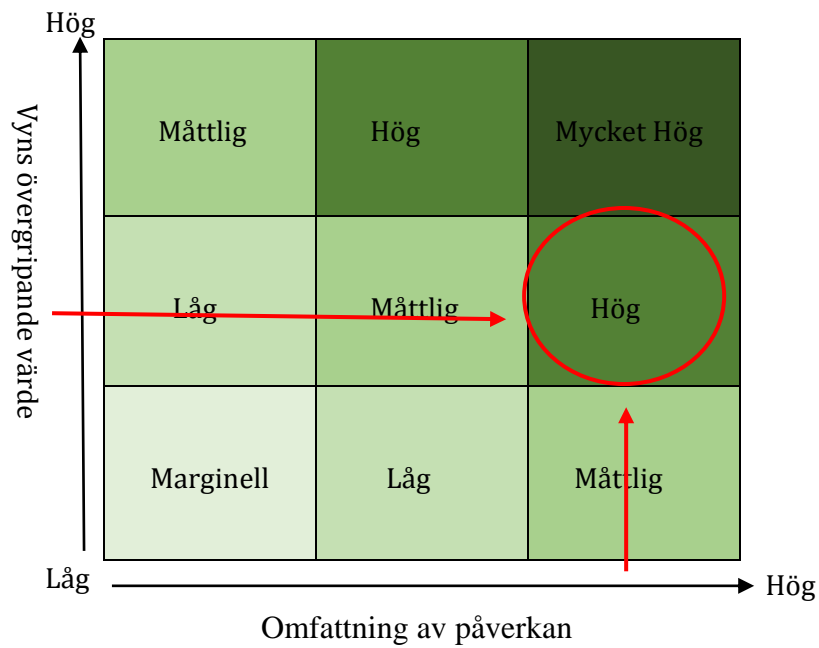 Hög
Vyns övergripande värde
Måttlig
Hög
Mycket Hög
Låg
Måttlig
Hög
Marginell
Låg
Måttlig
Låg
Hög
Omfattning av påverkan